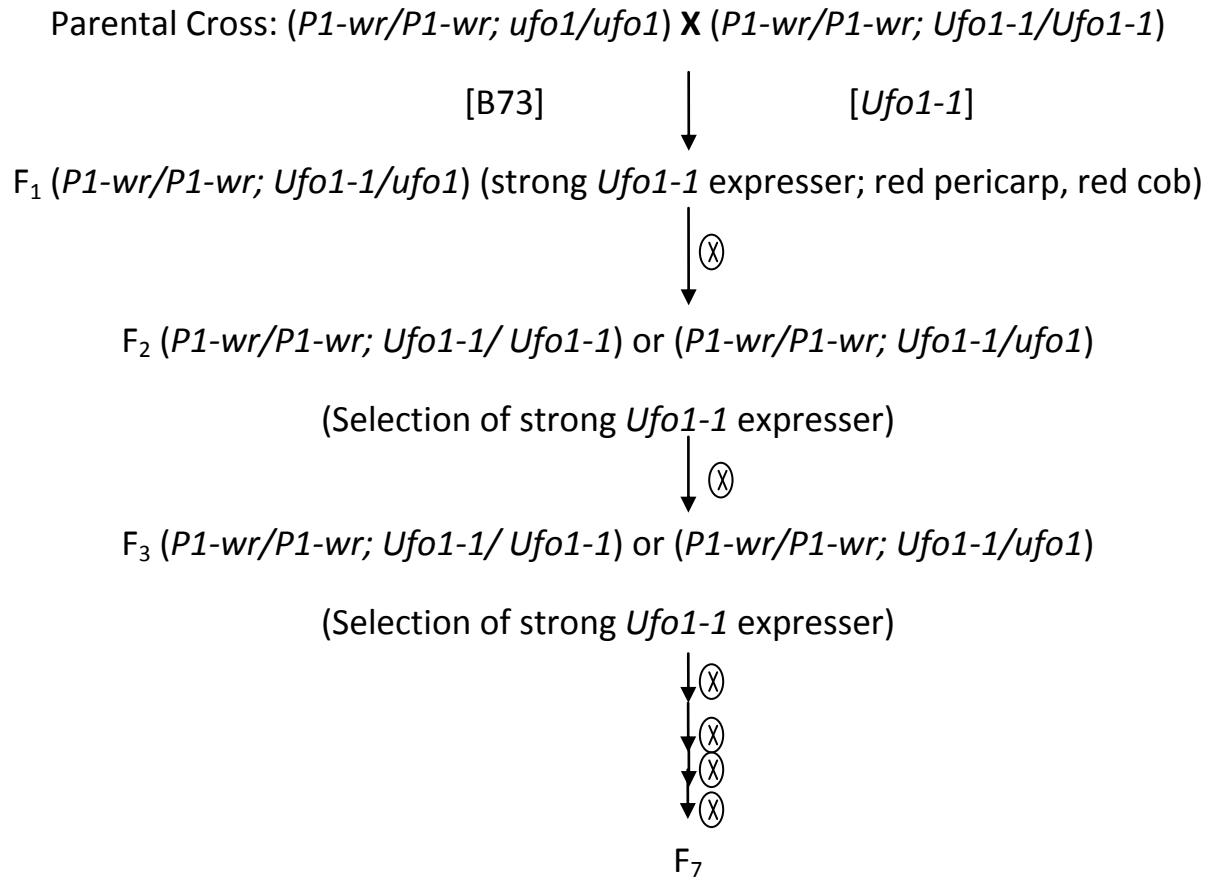 Parental Cross: (P1-wr/P1-wr; ufo1/ufo1) X (P1-wr/P1-wr; Ufo1-1/Ufo1-1)
[B73] [Ufo1-1]
F₁ (P1-wr/P1-wr; Ufo1-1/ufo1) (strong Ufo1-1 expresser; red pericarp, red cob)
X
F₂ (P1-wr/P1-wr; Ufo1-1/ Ufo1-1) or (P1-wr/P1-wr; Ufo1-1/ufo1)
(Selection of strong Ufo1-1 expresser)
X
F₃ (P1-wr/P1-wr; Ufo1-1/ Ufo1-1) or (P1-wr/P1-wr; Ufo1-1/ufo1)
(Selection of strong Ufo1-1 expresser)
X
X
X
X
F₇